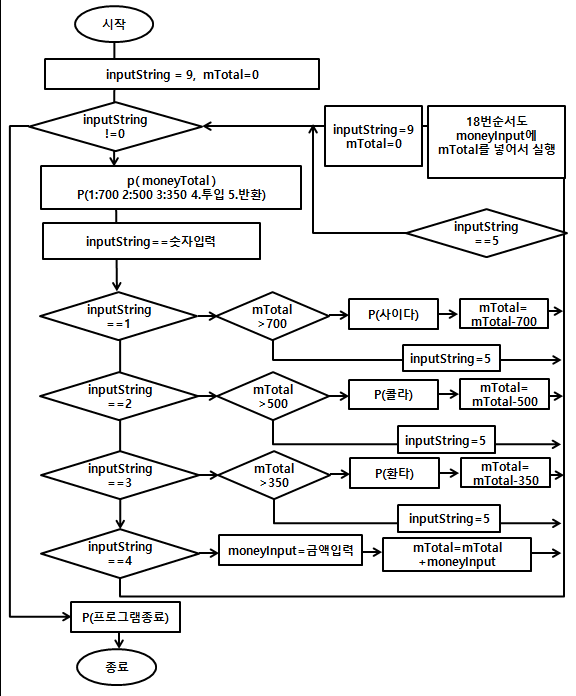 시작
inputString = 9, mTotal=0
inputString
!=0
inputString=9
mTotal=0
18번순서도
moneyInput에
mTotal를 넣어서 실행
p( moneyTotal )
P(1:700 2:500 3:350 4.투입 5.반환)
inputString==숫자입력
inputString
==5
inputString
==1
mTotal
>700
P(사이다)
mTotal=
mTotal-700
inputString=5
inputString
==2
mTotal
>500
P(콜라)
mTotal=
mTotal-500
inputString=5
inputString
==3
mTotal
>350
P(환타)
mTotal=
mTotal-350
inputString=5
inputString
==4
moneyInput=금액입력
mTotal=mTotal
+moneyInput
P(프로그램종료)
종료